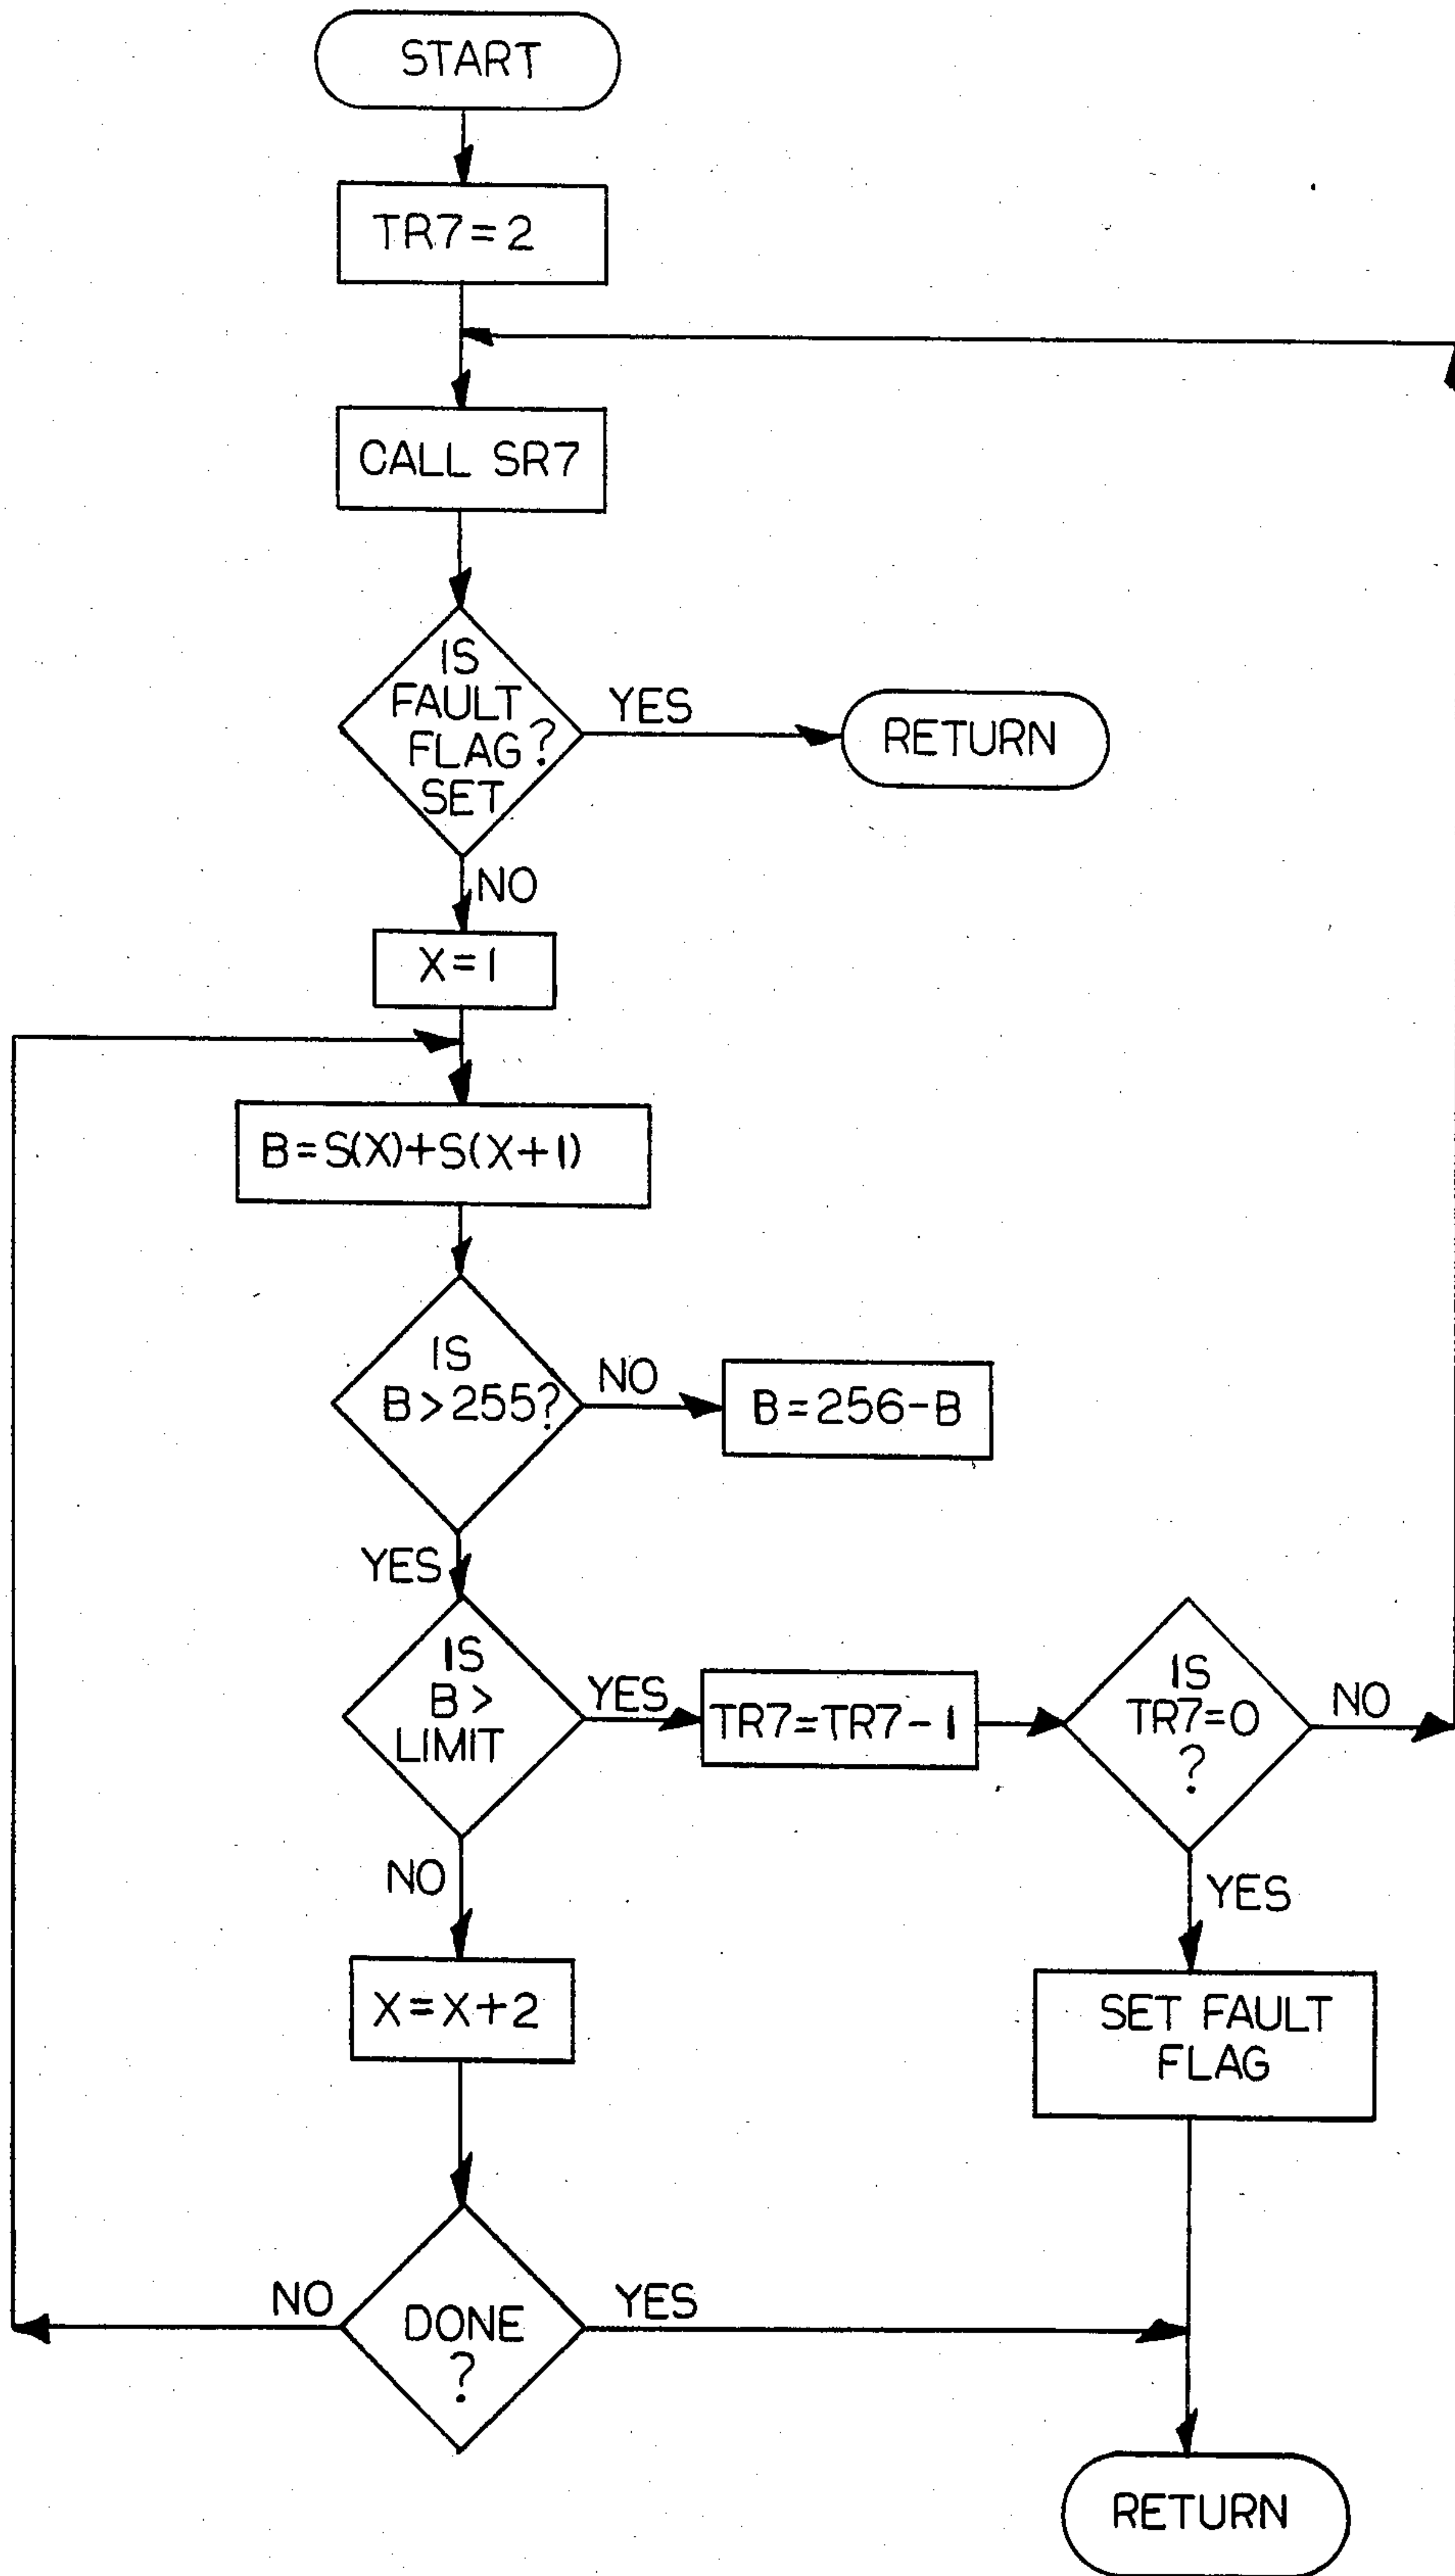 START
TR7=2
CALL SR7
IS
FAULT
FLAG?
SET
YES
RETURN
NO
X=1
B=S(X)+S(X+1)
IS
B>255?
NO
B=256-B
YES
IS
B>
LIMIT
YES
TR7=TR7-1
IS
TR7=0
?
NO
NO
YES
X=X+2
SET FAULT
FLAG
NO
DONE
?
YES
RETURN